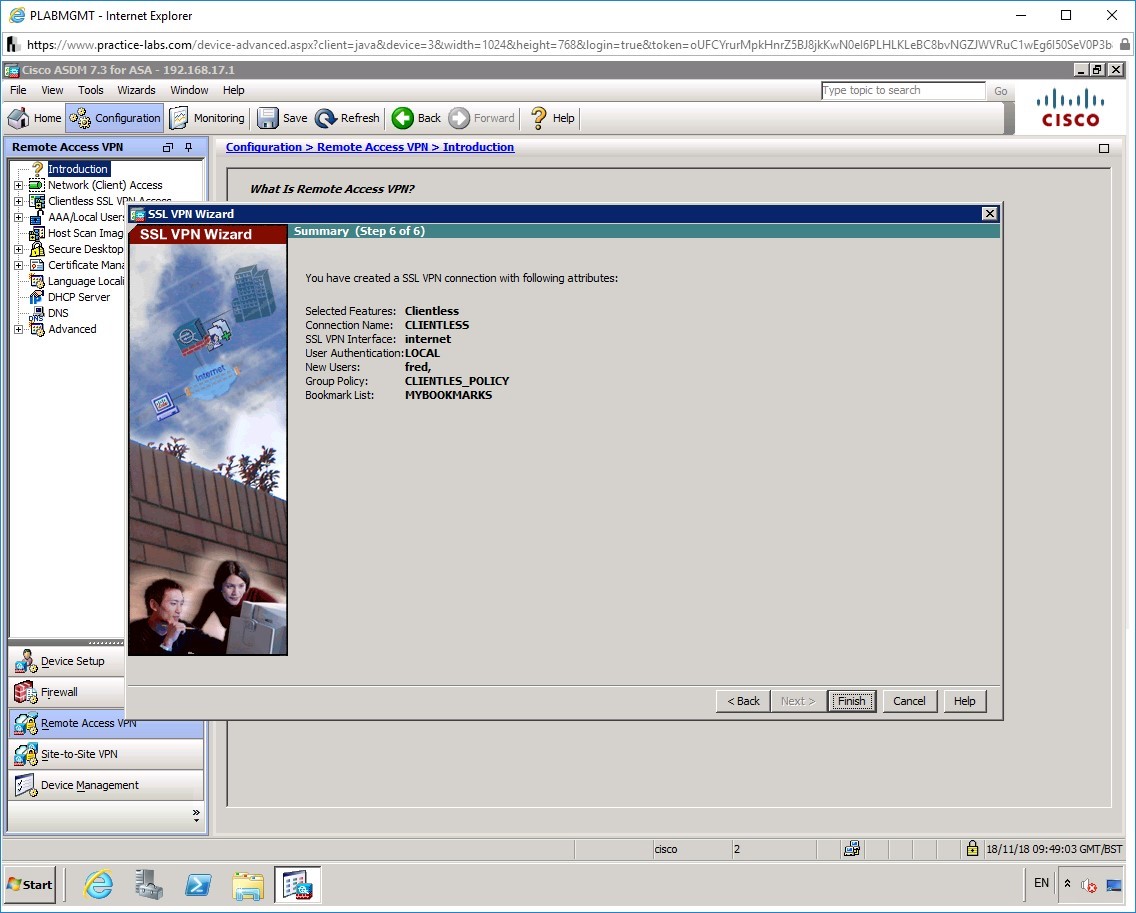 PLABMGMT - Internet Explorer
https://www.practice-labs.com/device-advanced.aspx?client=java&device=3&width=1024&height=768&login=true&token=oUFCYrurMpkHnrZ5BJ8jkKwN0el6PLHLKLeBC8bvNGZJWVRuC1wEg6l50SeV0P3b
Cisco ASDM 7.3 for ASA - 192.168.17.1
File View Tools Wizards Window Help
Type topic to search Go
Home Configuration Monitoring Save Refresh Back Forward Help
CISCO
Remote Access VPN
Configuration > Remote Access VPN > Introduction
Introduction
Network (Client) Access
Clientless SSL VPN Access
AAA/Local Users
Host Scan Imag
Secure Desktop
Certificate Mana
Language Locali
DHCP Server
DNS
Advanced
What Is Remote Access VPN?
SSL VPN Wizard
SSL VPN Wizard
Summary (Step 6 of 6)
Internet
You have created a SSL VPN connection with following attributes:
Selected Features: Clientless
Connection Name: CLIENTLESS
SSL VPN Interface: internet
User Authentication: LOCAL
New Users: fred,
Group Policy: CLIENTLES_POLICY
Bookmark List: MYBOOKMARKS
< Back Next > Finish Cancel Help
Device Setup
Firewall
Remote Access VPN
Site-to-Site VPN
Device Management
cisco 2 18/11/18 09:49:03 GMT/BST
Start EN